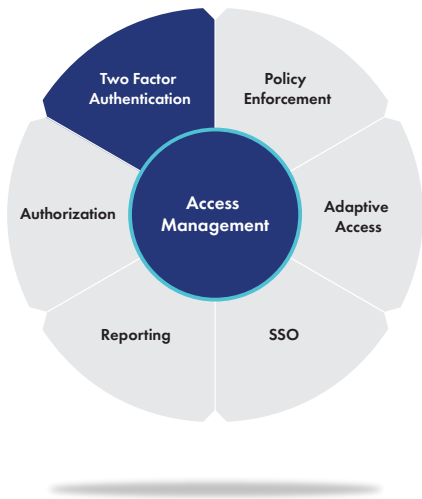 Two Factor
Authentication
Policy
Enforcement
Authorization
Access
Management
Adaptive
Access
Reporting
SSO